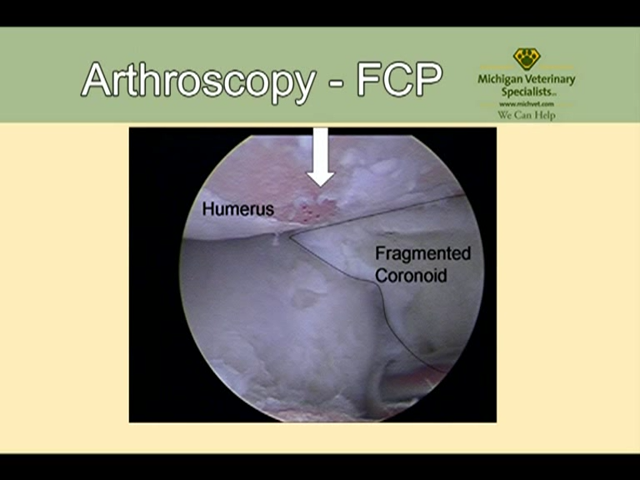 Arthroscopy - FCP
Michigan Veterinary
Specialists
www.michvet.com
We Can Help
Humerus
Fragmented
Coronoid